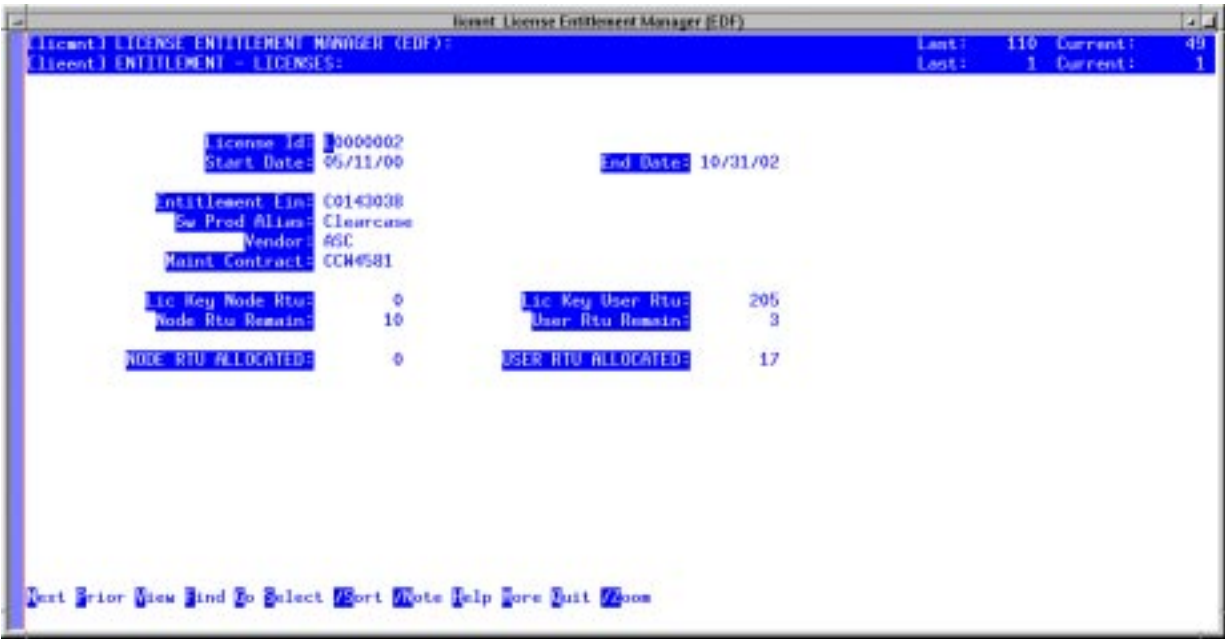 licmnt License Entitlement Manager (EDF)
[licmnt] LICENSE ENTITLEMENT MANAGER (EDF): Last: 110 Current: 49
[lieent] ENTITLEMENT - LICENSES: Last: 1 Current: 1
License Id: L0000002
Start Date: 05/11/00 End Date: 10/31/02
Entitlement Ein: C0143038
Sw Prod Alias: Clearcase
Vendor: ASC
Maint Contract: CCN4581
Lic Key Node Rtu: 0 Lic Key User Rtu: 205
Node Rtu Remain: 10 User Rtu Remain: 3
NODE RTU ALLOCATED: 0 USER RTU ALLOCATED: 17
Next Prior View Find Go Select /Sort /Note Help More Quit /Zoom